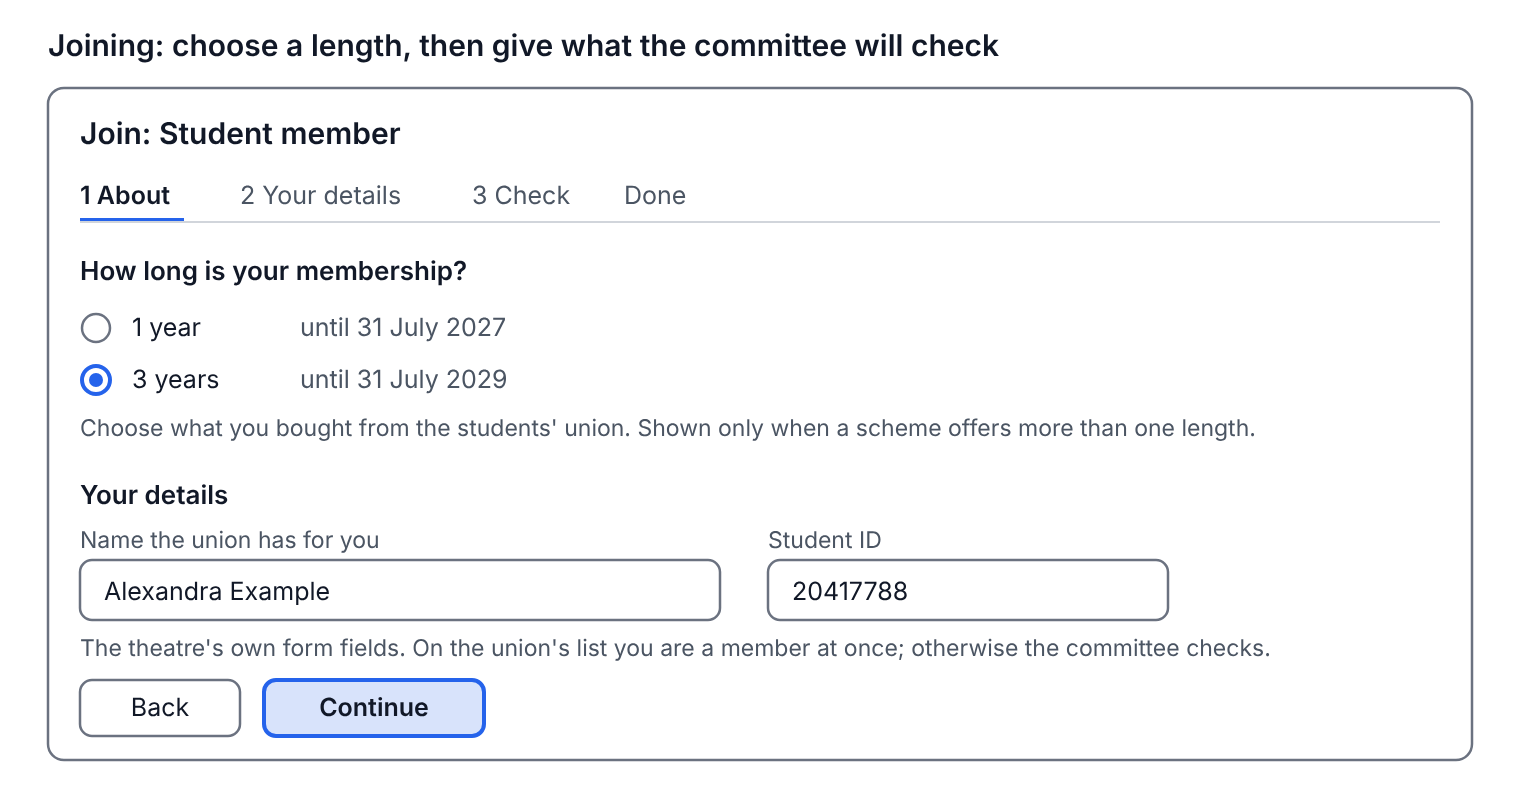 Joining: choose a length, then give what the committee will check
Join: Student member
1 About 2 Your details 3 Check Done
How long is your membership?
1 year until 31 July 2027
3 years until 31 July 2029
Choose what you bought from the students' union. Shown only when a scheme offers more than one length.
Your details
Name the union has for you Student ID
Alexandra Example 20417788
The theatre's own form fields. On the union's list you are a member at once; otherwise the committee checks.
Back Continue